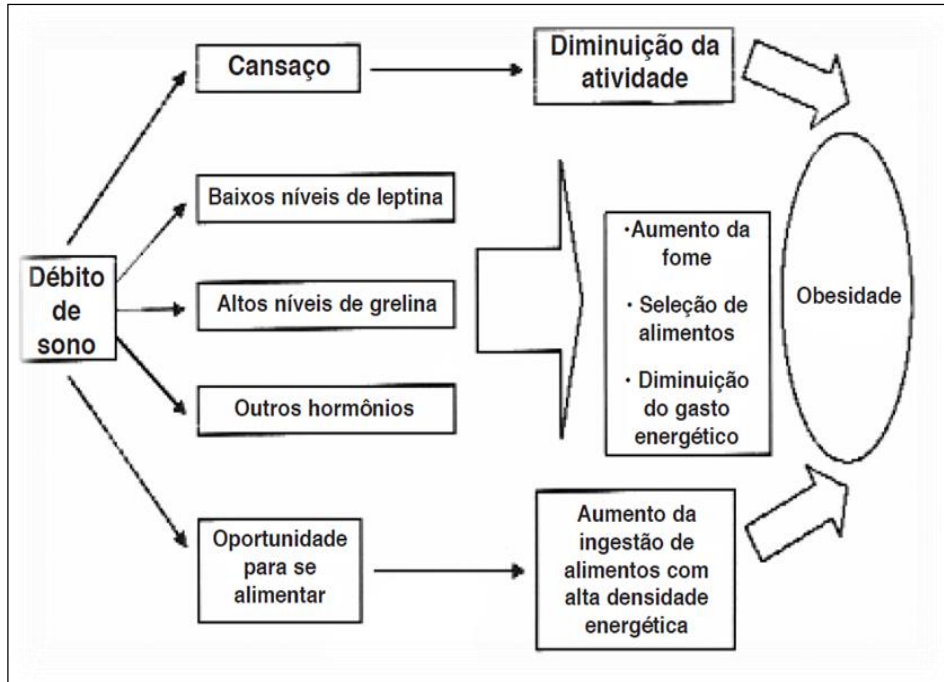 Cansaço
Diminuição da
atividade
Baixos níveis de leptina
Débito
de
sono
Altos níveis de grelina
Outros hormônios
•Aumento da
fome
• Seleção de
alimentos
• Diminuição
do gasto
energético
Obesidade
Oportunidade
para se
alimentar
Aumento da
ingestão de
alimentos com
alta densidade
energética